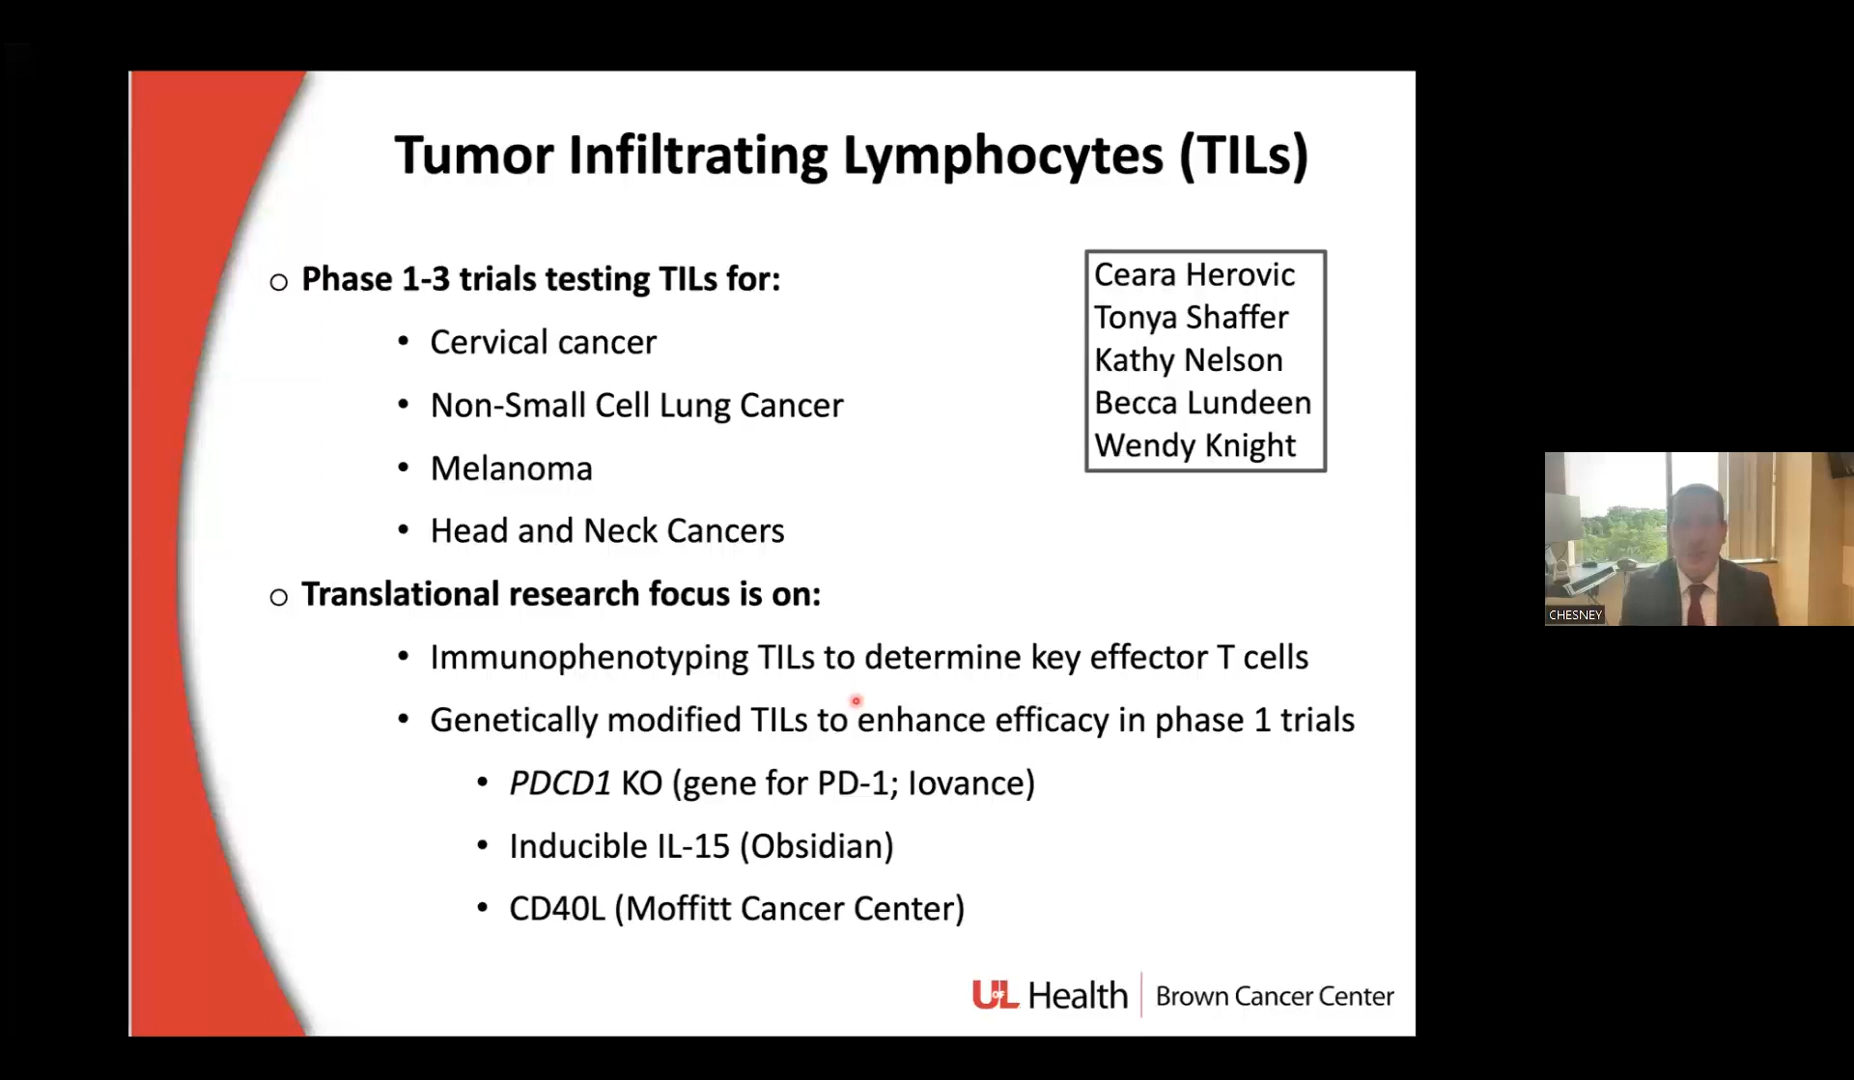 Tumor Infiltrating Lymphocytes (TILs)
Phase 1-3 trials testing TILs for:
Cervical cancer
Non-Small Cell Lung Cancer
Melanoma
Head and Neck Cancers
Ceara Herovic
Tonya Shaffer
Kathy Nelson
Becca Lundeen
Wendy Knight
Translational research focus is on:
Immunophenotyping TILs to determine key effector T cells
Genetically modified TILs to enhance efficacy in phase 1 trials
PDCD1 KO (gene for PD-1; Iovance)
Inducible IL-15 (Obsidian)
CD40L (Moffitt Cancer Center)
UofL Health | Brown Cancer Center
CHESNEY